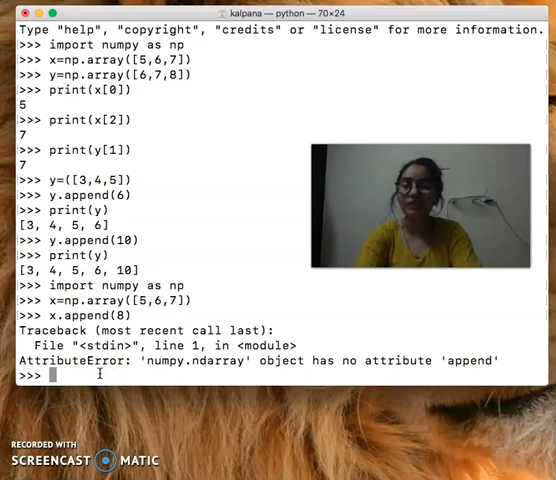 kalpana — python — 70×24
Type "help", "copyright", "credits" or "license" for more information.
>>> import numpy as np
>>> x=np.array([5,6,7])
>>> y=np.array([6,7,8])
>>> print(x[0])
5
>>> print(x[2])
7
>>> print(y[1])
7
>>> y=([3,4,5])
>>> y.append(6)
>>> print(y)
[3, 4, 5, 6]
>>> y.append(10)
>>> print(y)
[3, 4, 5, 6, 10]
>>> import numpy as np
>>> x=np.array([5,6,7])
>>> x.append(8)
Traceback (most recent call last):
  File "<stdin>", line 1, in <module>
AttributeError: 'numpy.ndarray' object has no attribute 'append'
>>>
RECORDED WITH
SCREENCAST MATIC